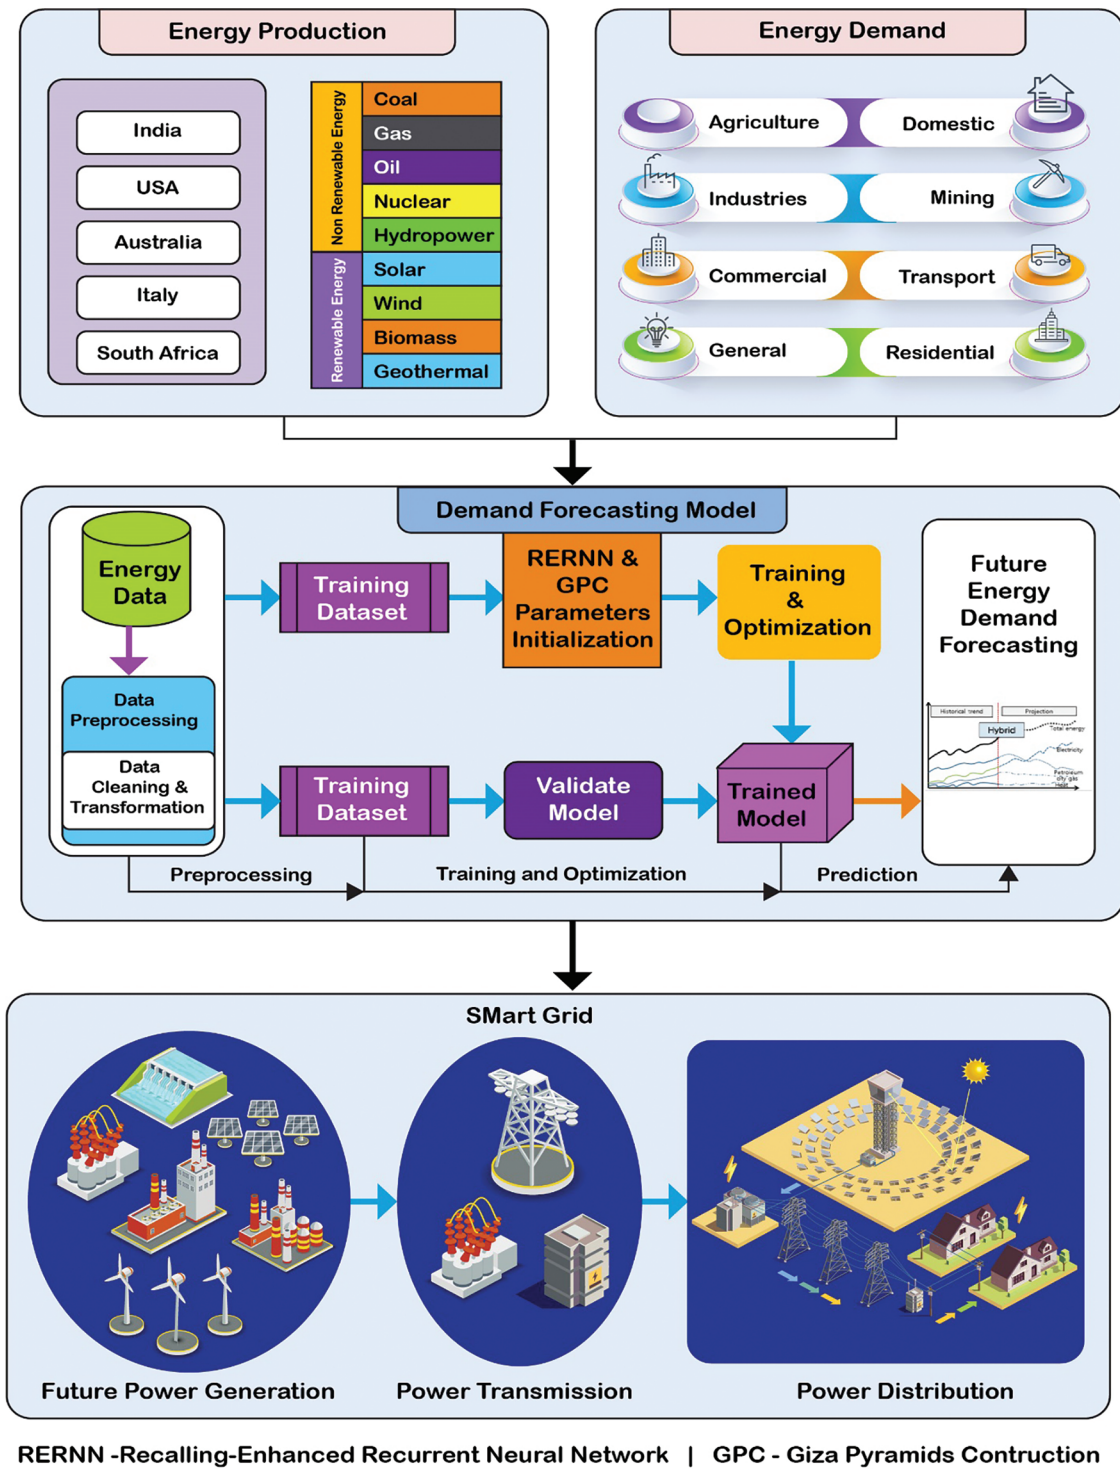 Energy Production
India
USA
Australia
Italy
South Africa
Non Renewable Energy
Renewable Energy
Coal
Gas
Oil
Nuclear
Hydropower
Solar
Wind
Biomass
Geothermal
Energy Demand
Agriculture
Domestic
Industries
Mining
Commercial
Transport
General
Residential
Demand Forecasting Model
Energy
Data
Data
Preprocessing
Data
Cleaning &
Transformation
Training
Dataset
RERNN &
GPC
Parameters
Initialization
Training
&
Optimization
Training
Dataset
Validate
Model
Trained
Model
Future
Energy
Demand
Forecasting
Historical trend
Projection
Hybrid
Total energy
Electricity
Petroleum
city gas
Heat
Preprocessing
Training and Optimization
Prediction
SMart Grid
Future Power Generation
Power Transmission
Power Distribution
RERNN -Recalling-Enhanced Recurrent Neural Network | GPC - Giza Pyramids Contruction